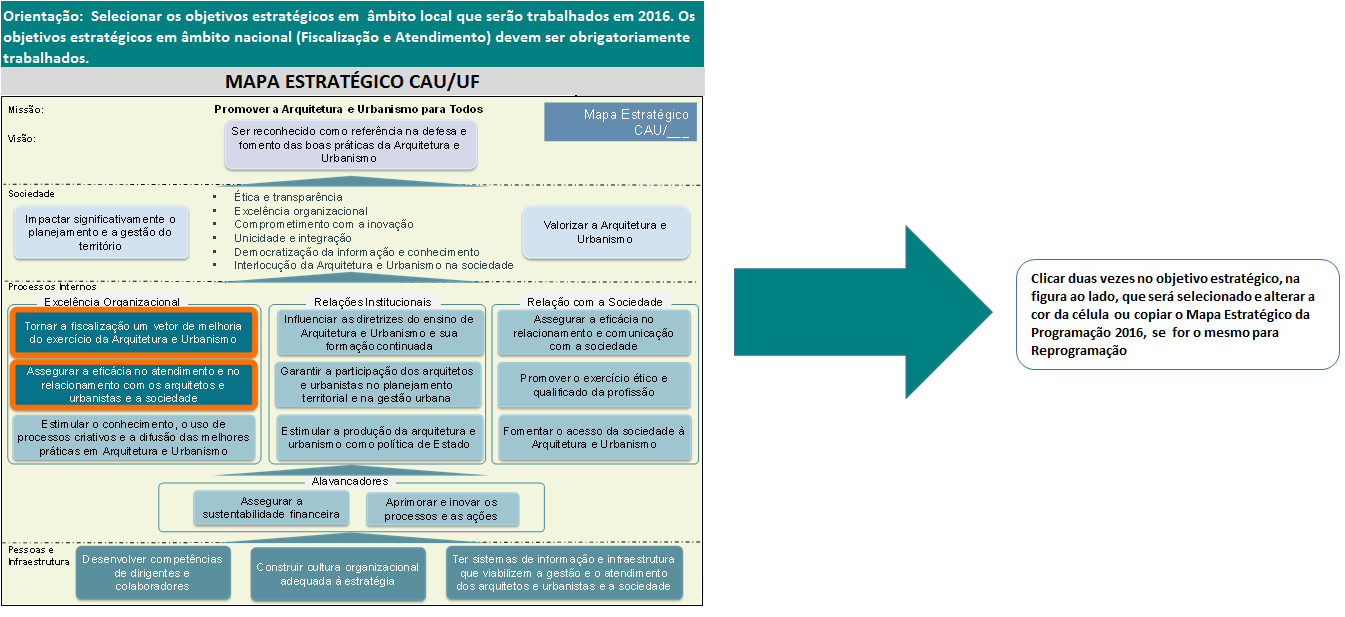 Orientação: Selecionar os objetivos estratégicos em âmbito local que serão trabalhados em 2016. Os
objetivos estratégicos em âmbito nacional (Fiscalização e Atendimento) devem ser obrigatoriamente
trabalhados.
MAPA ESTRATÉGICO CAU/UF
Missão:
Promover a Arquitetura e Urbanismo para Todos
Mapa Estratégico
CAU/___
Visão:
Ser reconhecido como referência na defesa e
fomento das boas práticas da Arquitetura e
Urbanismo
Sociedade
Impactar significativamente o
planejamento e a gestão do
território
• Ética e transparência
• Excelência organizacional
• Comprometimento com a inovação
• Unicidade e integração
• Democratização da informação e conhecimento
• Interlocução da Arquitetura e Urbanismo na sociedade
Valorizar a Arquitetura e
Urbanismo
Processos Internos
Excelência Organizacional
Tornar a fiscalização um vetor de melhoria
do exercício da Arquitetura e Urbanismo
Assegurar a eficácia no atendimento e no
relacionamento com os arquitetos e
urbanistas e a sociedade
Estimular o conhecimento, o uso de
processos criativos e a difusão das melhores
práticas em Arquitetura e Urbanismo
Relações Institucionais
Influenciar as diretrizes do ensino de
Arquitetura e Urbanismo e sua
formação continuada
Garantir a participação dos arquitetos
e urbanistas no planejamento
territorial e na gestão urbana
Estimular a produção da arquitetura e
urbanismo como política de Estado
Relação com a Sociedade
Assegurar a eficácia no
relacionamento e comunicação
com a sociedade
Promover o exercício ético e
qualificado da profissão
Fomentar o acesso da sociedade à
Arquitetura e Urbanismo
Alavancadores
Assegurar a
sustentabilidade financeira
Aprimorar e inovar os
processos e as ações
Pessoas e
Infraestrutura
Desenvolver competências
de dirigentes e
colaboradores
Construir cultura organizacional
adequada à estratégia
Ter sistemas de informação e infraestrutura
que viabilizem a gestão e o atendimento
dos arquitetos e urbanistas e a sociedade
Clicar duas vezes no objetivo estratégico, na
figura ao lado, que será selecionado e alterar a
cor da célula ou copiar o Mapa Estratégico da
Programação 2016, se for o mesmo para
Reprogramação